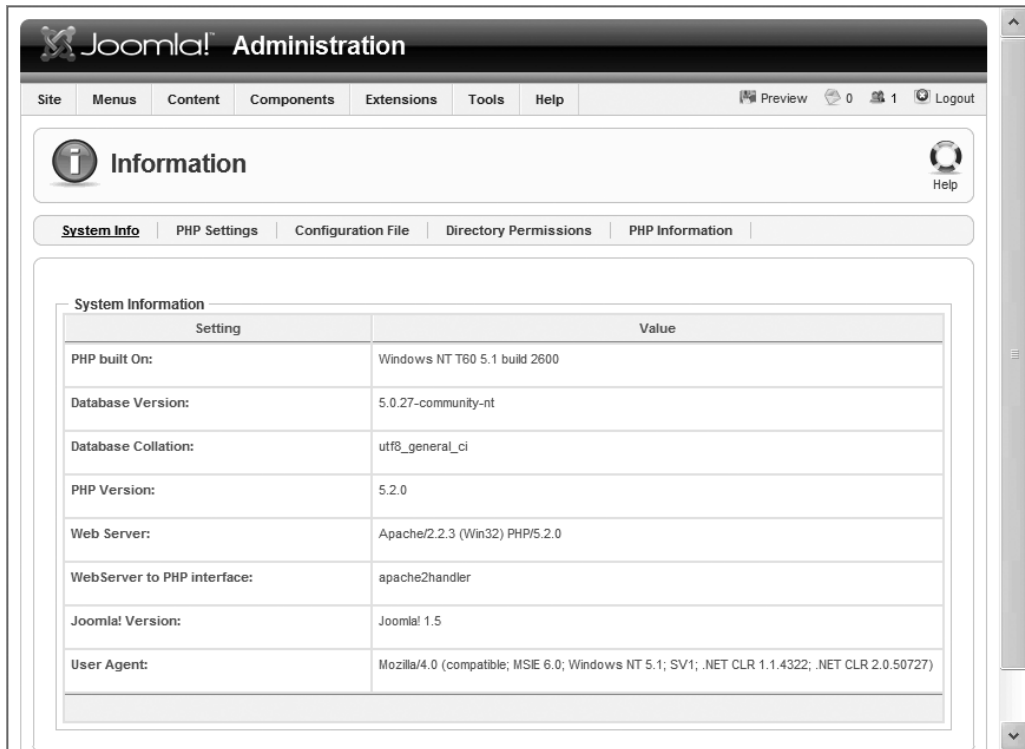 Joomla!™ Administration
Site Menus Content Components Extensions Tools Help Preview 0 1 Logout
Information
Help
System Info PHP Settings Configuration File Directory Permissions PHP Information
System Information
Setting Value
PHP built On: Windows NT T60 5.1 build 2600
Database Version: 5.0.27-community-nt
Database Collation: utf8_general_ci
PHP Version: 5.2.0
Web Server: Apache/2.2.3 (Win32) PHP/5.2.0
WebServer to PHP interface: apache2handler
Joomla! Version: Joomla! 1.5
User Agent: Mozilla/4.0 (compatible; MSIE 6.0; Windows NT 5.1; SV1; .NET CLR 1.1.4322; .NET CLR 2.0.50727)